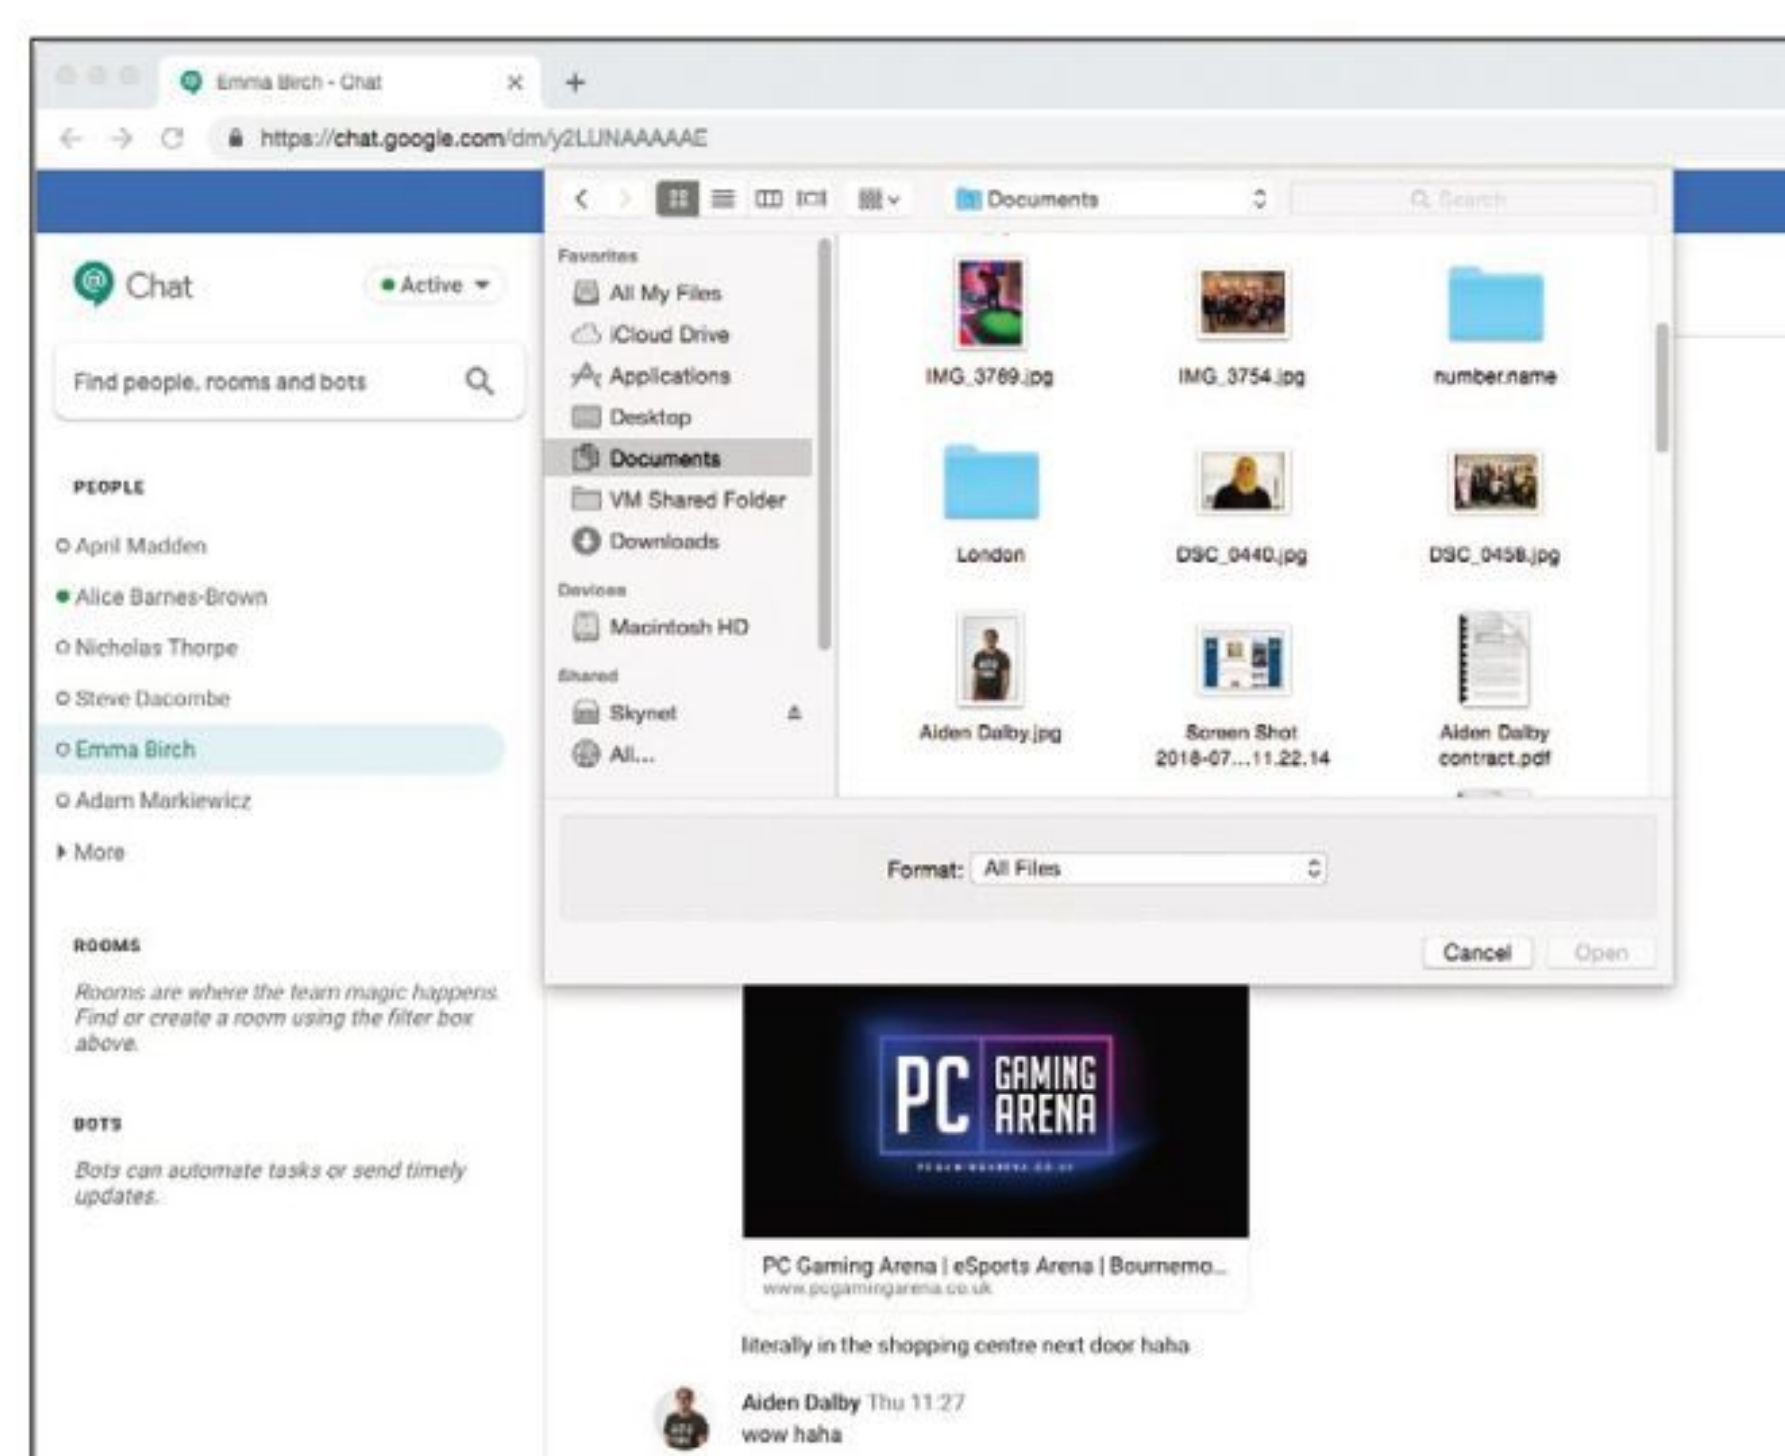 Emma Birch - Chat
https://chat.google.com/dm/y2LIJNAAAAAE
Chat
Active
Find people, rooms and bots
PEOPLE
April Madden
Alice Barnes-Brown
Nicholas Thorpe
Steve Dacombe
Emma Birch
Adam Markiewicz
More
ROOMS
Rooms are where the team magic happens.
Find or create a room using the filter box
above.
BOTS
Bots can automate tasks or send timely
updates.
Documents
Search
Favorites
All My Files
iCloud Drive
Applications
Desktop
Documents
VM Shared Folder
Downloads
Devices
Macintosh HD
Shared
Skynet
All...
IMG_3769.jpg
IMG_3754.jpg
number.name
London
DSC_0440.jpg
DSC_0458.jpg
Aiden Dalby.jpg
Screen Shot
2018-07...11.22.14
Aiden Dalby
contract.pdf
Format: All Files
Cancel
Open
PC GAMING
ARENA
PCGAMINGARENA.CO.UK
PC Gaming Arena | eSports Arena | Bournemo...
www.pcgamingarena.co.uk
literally in the shopping centre next door haha
Aiden Dalby Thu 11:27
wow haha